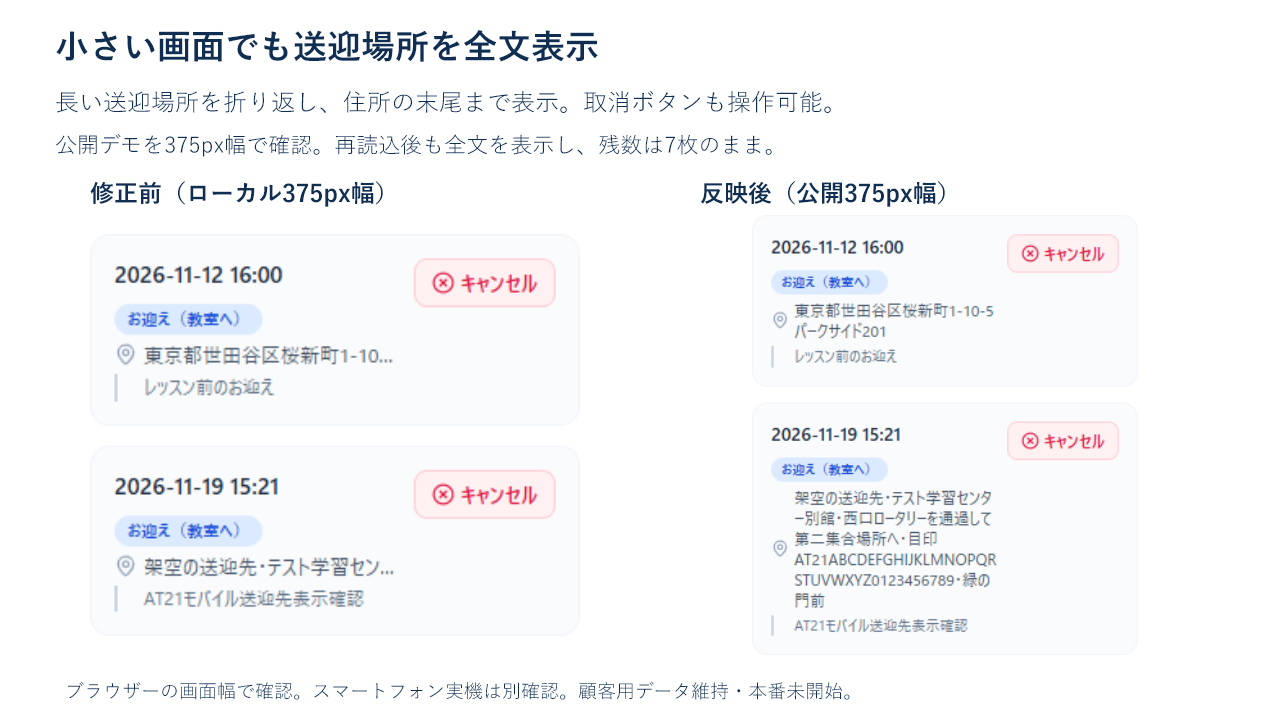 小さい画面でも送迎場所を全文表示
長い送迎場所を折り返し、住所の末尾まで表示。取消ボタンも操作可能。
公開デモを375px幅で確認。再読込後も全文を表示し、残数は7枚のまま。
修正前（ローカル375px幅）
2026-11-12 16:00
キャンセル
お迎え（教室へ）
東京都世田谷区桜新町1-10...
レッスン前のお迎え
2026-11-19 15:21
キャンセル
お迎え（教室へ）
架空の送迎先・テスト学習セン...
AT21モバイル送迎先表示確認
反映後（公開375px幅）
2026-11-12 16:00
キャンセル
お迎え（教室へ）
東京都世田谷区桜新町1-10-5
パークサイド201
レッスン前のお迎え
2026-11-19 15:21
キャンセル
お迎え（教室へ）
架空の送迎先・テスト学習センタ
ー別館・西口ロータリーを通過して
第二集合場所へ・目印
AT21ABCDEFGHIJKLMNOPQR
STUVWXYZ0123456789・緑の
門前
AT21モバイル送迎先表示確認
ブラウザーの画面幅で確認。スマートフォン実機は別確認。顧客用データ維持・本番未開始。